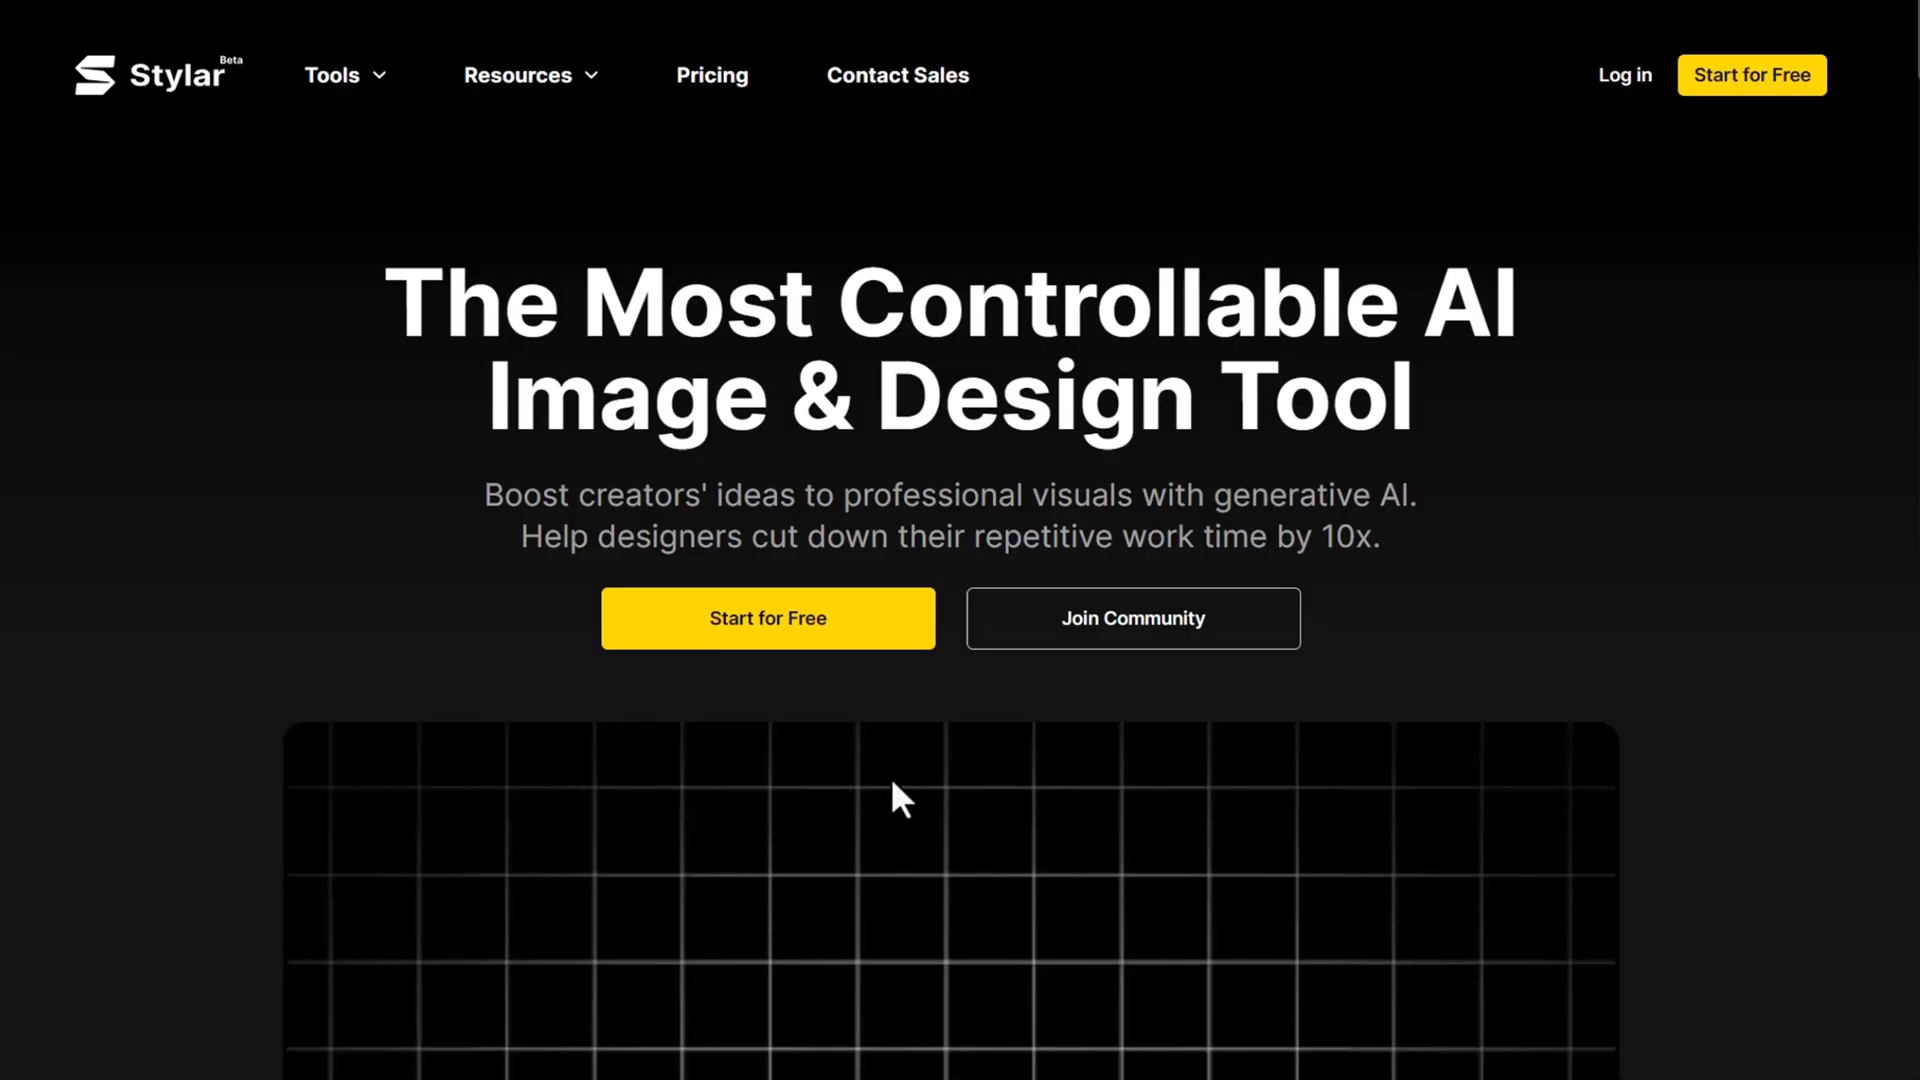 Stylar Beta
Tools
Resources
Pricing
Contact Sales
Log in
Start for Free
The Most Controllable AI
Image & Design Tool
Boost creators' ideas to professional visuals with generative AI.
Help designers cut down their repetitive work time by 10x.
Start for Free
Join Community